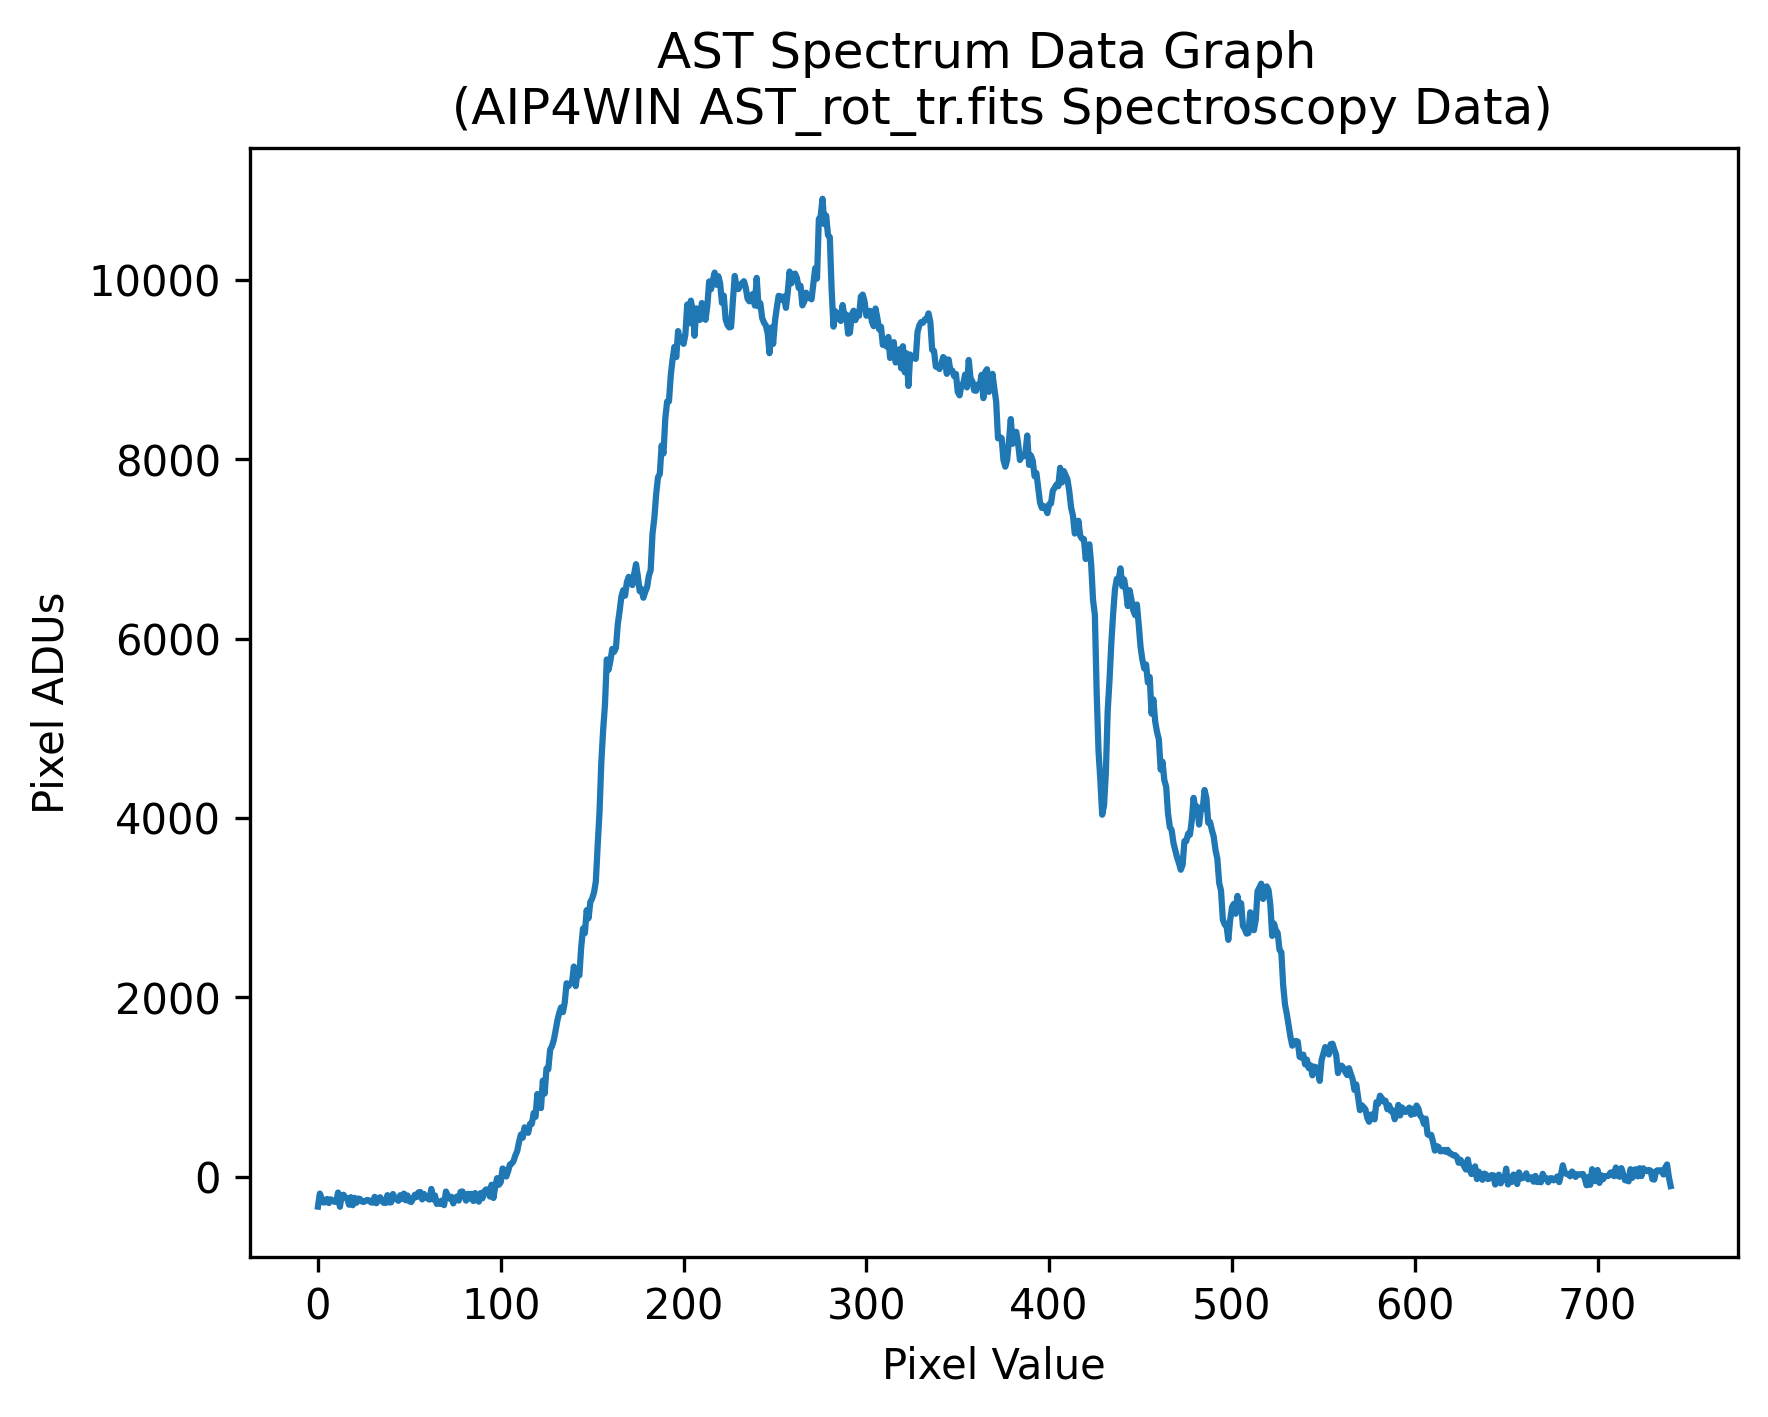 AST Spectrum Data Graph
(AIP4WIN AST_rot_tr.fits Spectroscopy Data)
Pixel ADUs
10000
8000
6000
4000
2000
0
0 100 200 300 400 500 600 700
Pixel Value